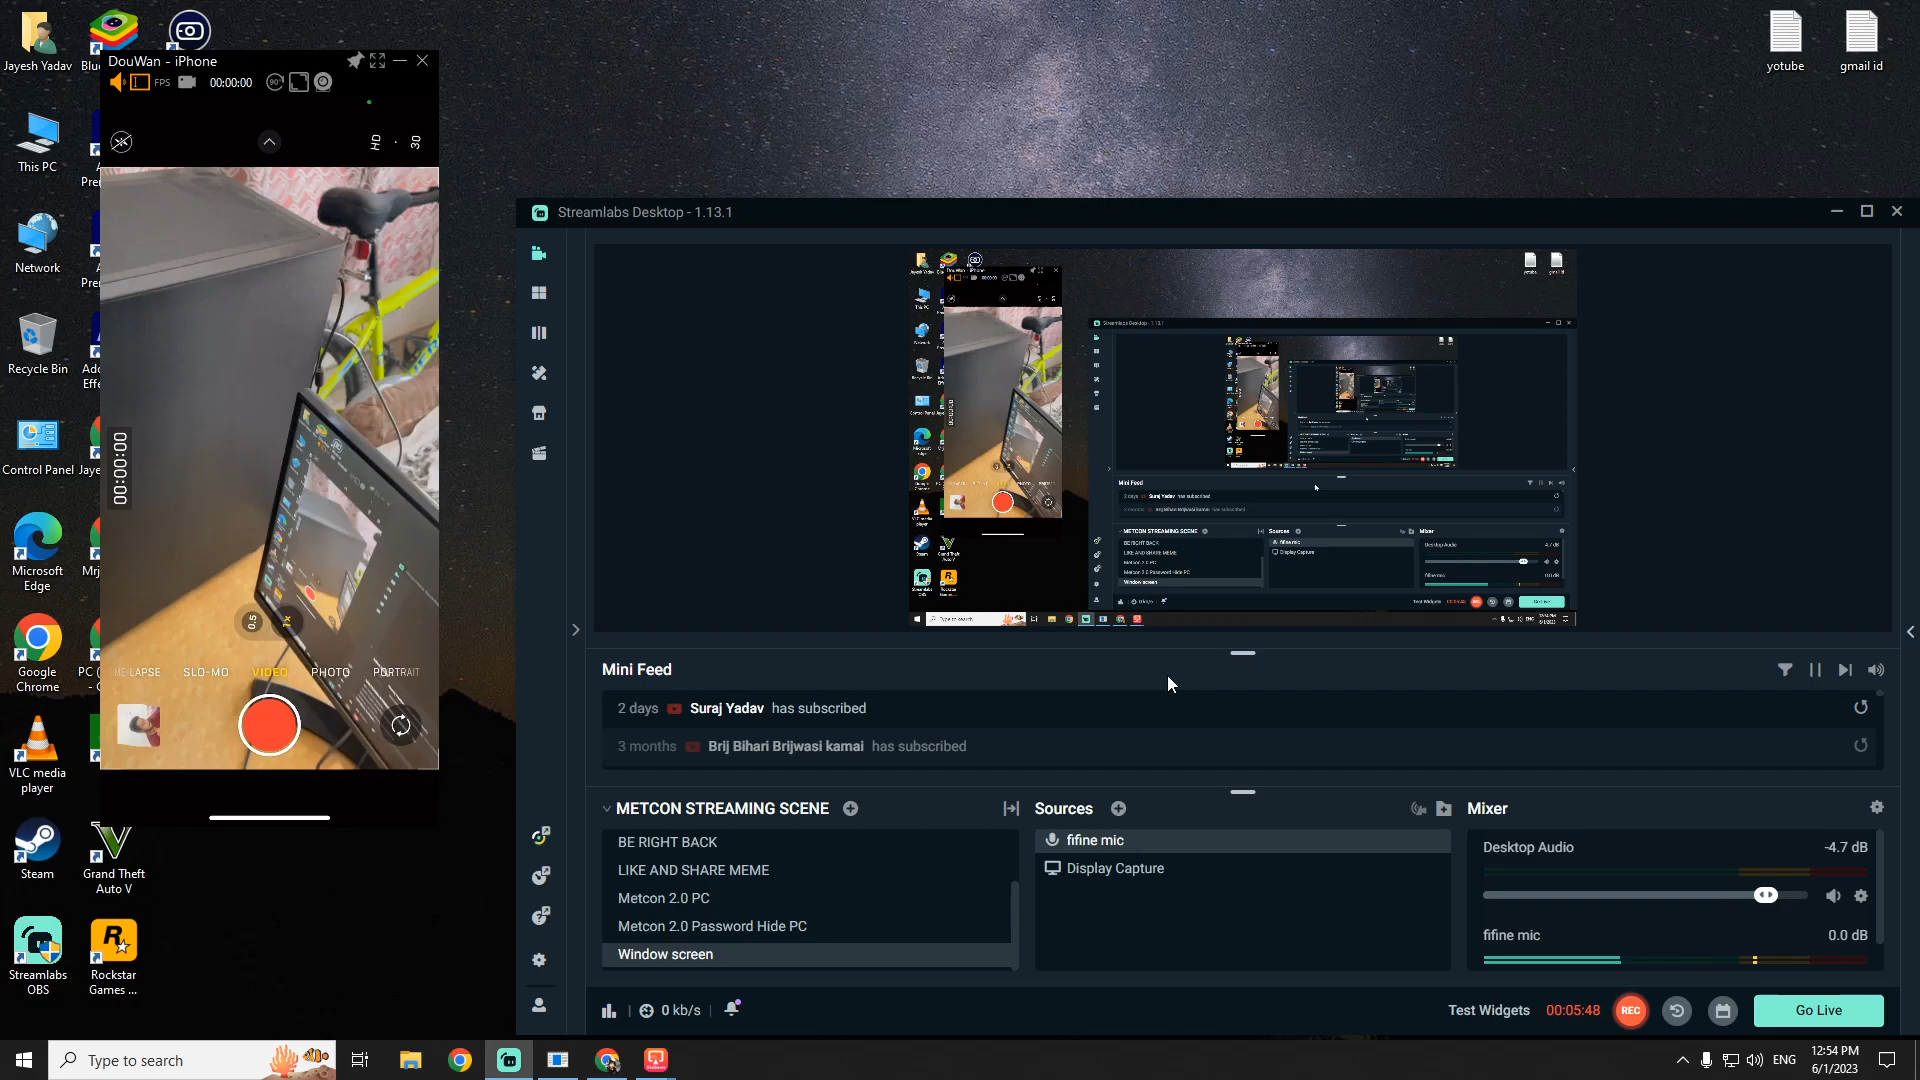 Jayesh Yadav
This PC
Network
Recycle Bin
Control Panel
Microsoft
Edge
Google
Chrome
VLC media
player
Steam
Grand Theft
Auto V
Streamlabs
OBS
Rockstar
Games ...
yotube
gmail id
DouWan - iPhone
FPS
00:00:00
HD · 30
00:00:00
0.5
1x
SLO-MO
VIDEO
PHOTO
PORTRAIT
Streamlabs Desktop - 1.13.1
Mini Feed
2 days Suraj Yadav has subscribed
3 months Brij Bihari Brijwasi kamai has subscribed
METCON STREAMING SCENE
BE RIGHT BACK
LIKE AND SHARE MEME
Metcon 2.0 PC
Metcon 2.0 Password Hide PC
Window screen
Sources
fifine mic
Display Capture
Mixer
Desktop Audio -4.7 dB
fifine mic 0.0 dB
0 kb/s
Test Widgets 00:05:48 REC Go Live
Type to search
ENG
12:54 PM
6/1/2023